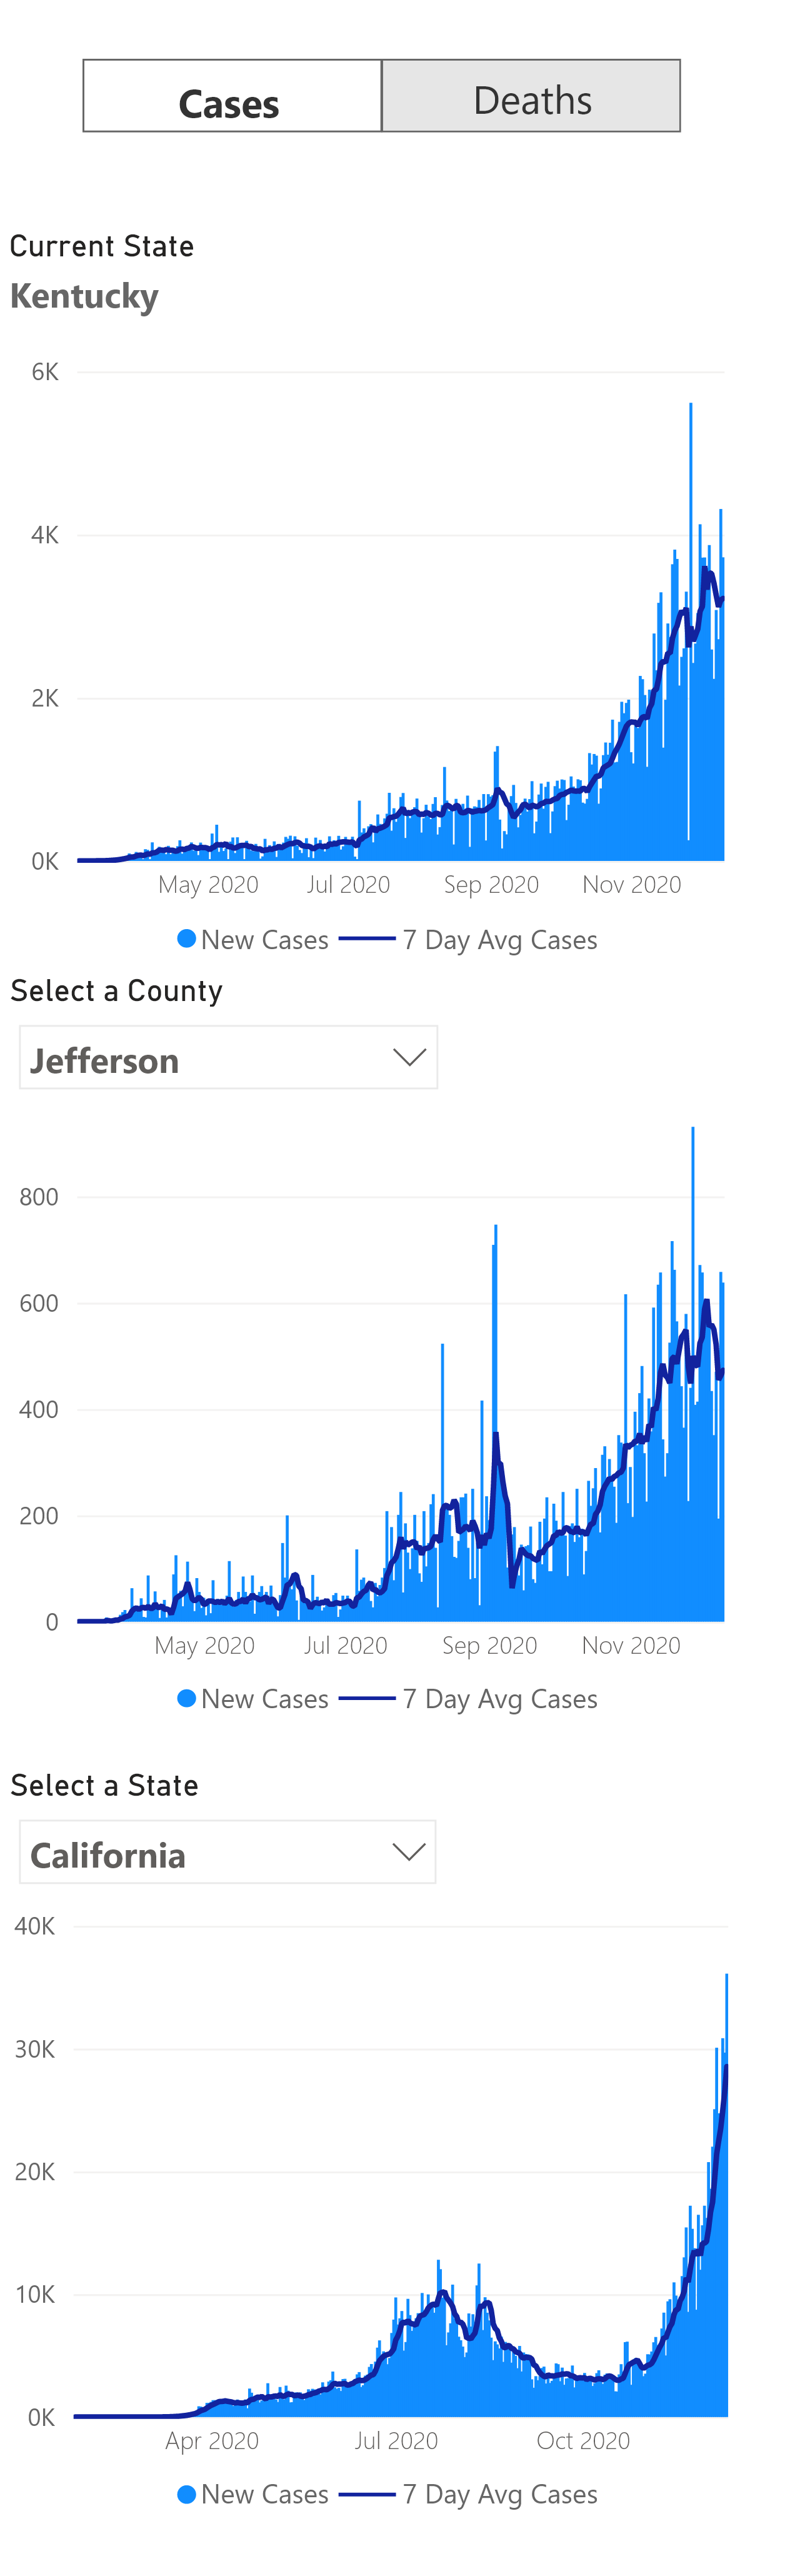 Cases Deaths
Current State
Kentucky
6K
4K
2K
0K
May 2020 Jul 2020 Sep 2020 Nov 2020
New Cases 7 Day Avg Cases
Select a County
Jefferson
800
600
400
200
0
May 2020 Jul 2020 Sep 2020 Nov 2020
New Cases 7 Day Avg Cases
Select a State
California
40K
30K
20K
10K
0K
Apr 2020 Jul 2020 Oct 2020
New Cases 7 Day Avg Cases